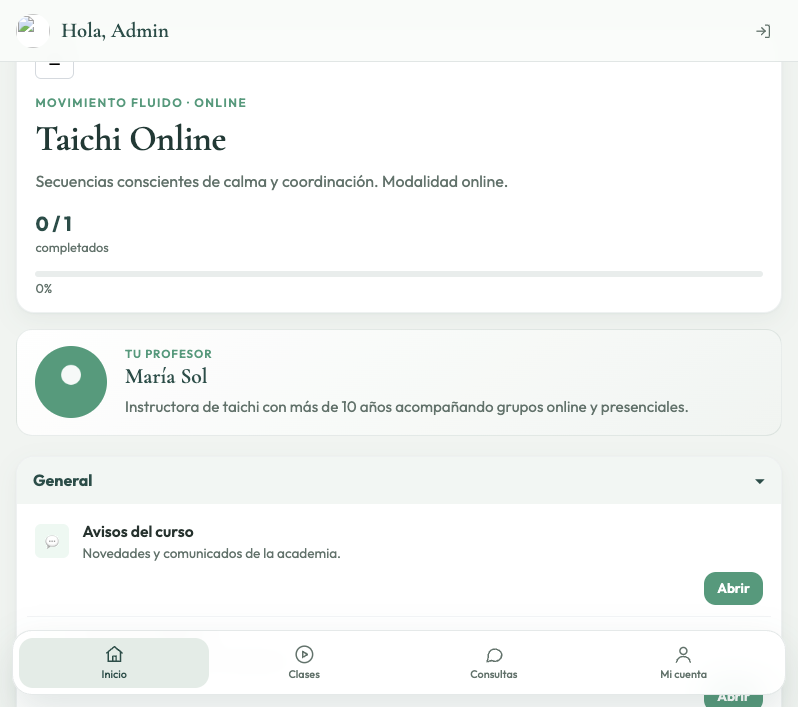 Hola, Admin
MOVIMIENTO FLUIDO · ONLINE
Taichi Online
Secuencias conscientes de calma y coordinación. Modalidad online.
0 / 1
completados
0%
TU PROFESOR
María Sol
Instructora de taichi con más de 10 años acompañando grupos online y presenciales.
General
Avisos del curso
Novedades y comunicados de la academia.
Abrir
Inicio
Clases
Consultas
Mi cuenta
Abrir